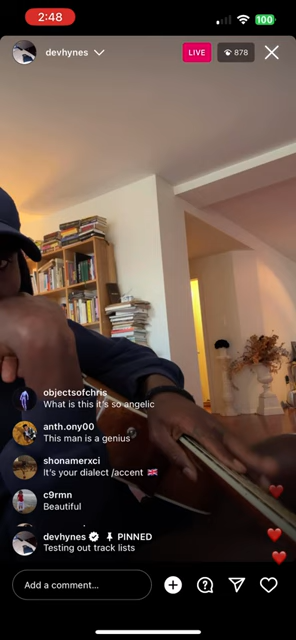 2:48
100
devhynes
LIVE
878
objectsofchris
What is this it's so angelic
anth.ony00
This man is a genius
shonamerxci
It's your dialect /accent 🇬🇧
c9rmn
Beautiful
devhynes PINNED
Testing out track lists
Add a comment...